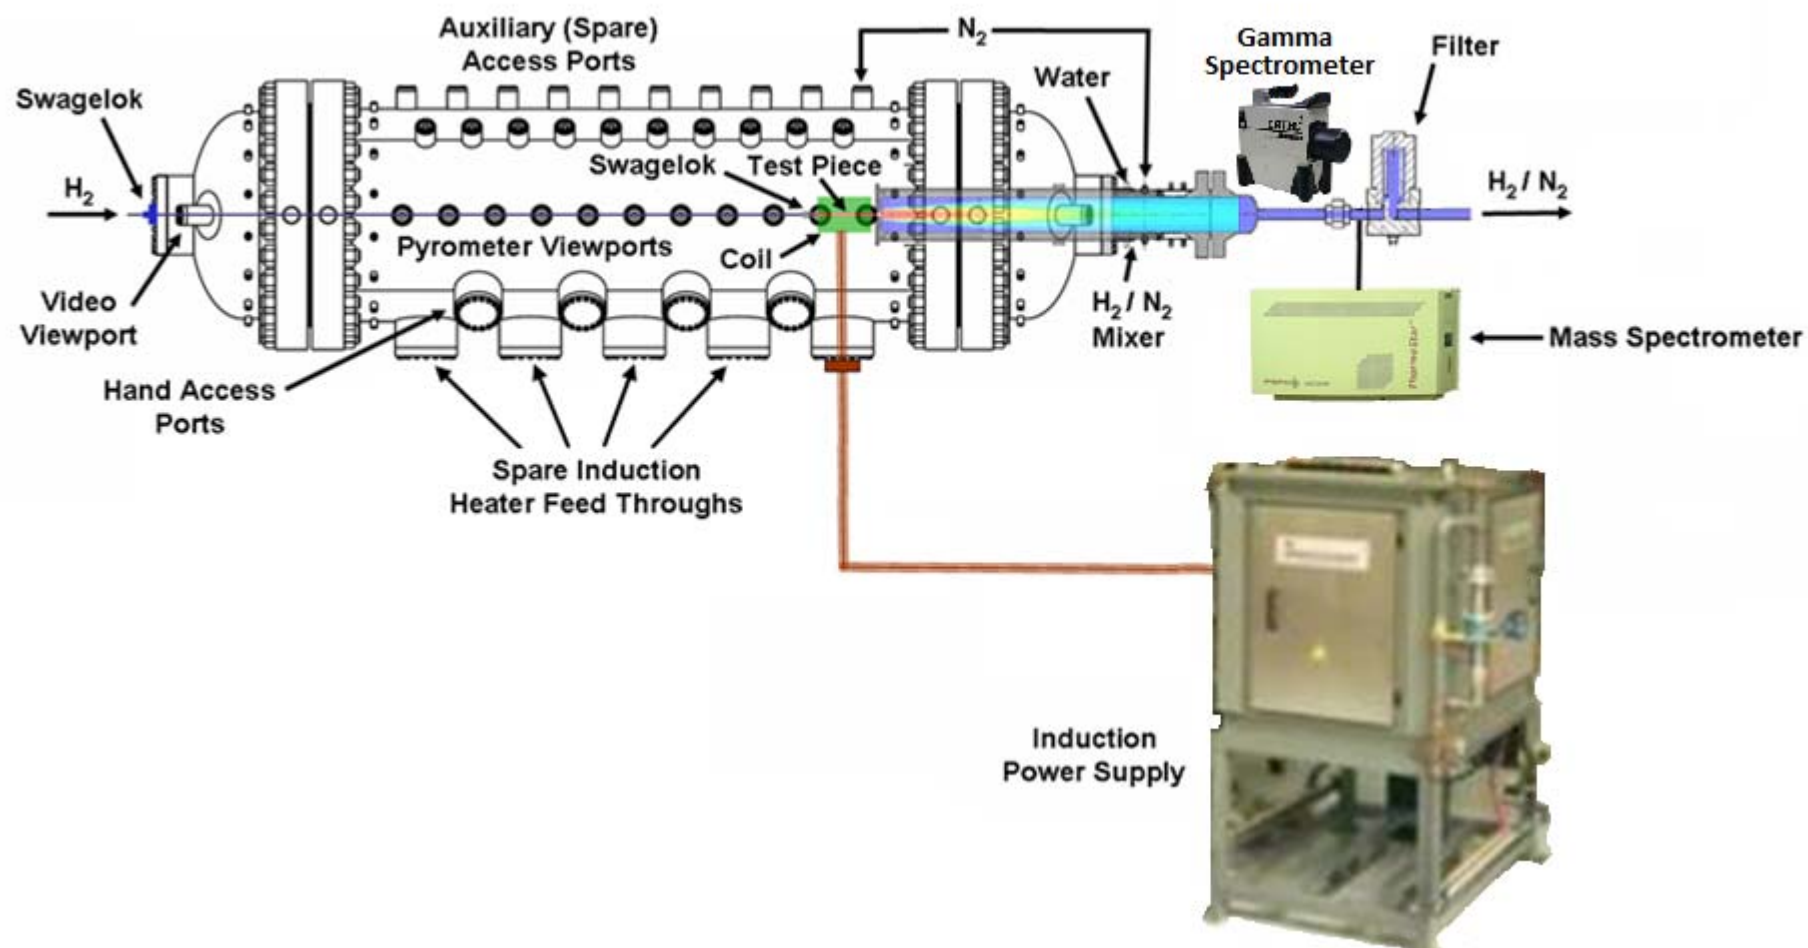 Auxiliary (Spare)
Access Ports
N₂
Gamma
Spectrometer
Filter
Swagelok
Water
Swagelok
Test Piece
H₂
H₂ / N₂
Pyrometer Viewports
Coil
Video
Viewport
H₂ / N₂
Mixer
Mass Spectrometer
Hand Access
Ports
Spare Induction
Heater Feed Throughs
Induction
Power Supply